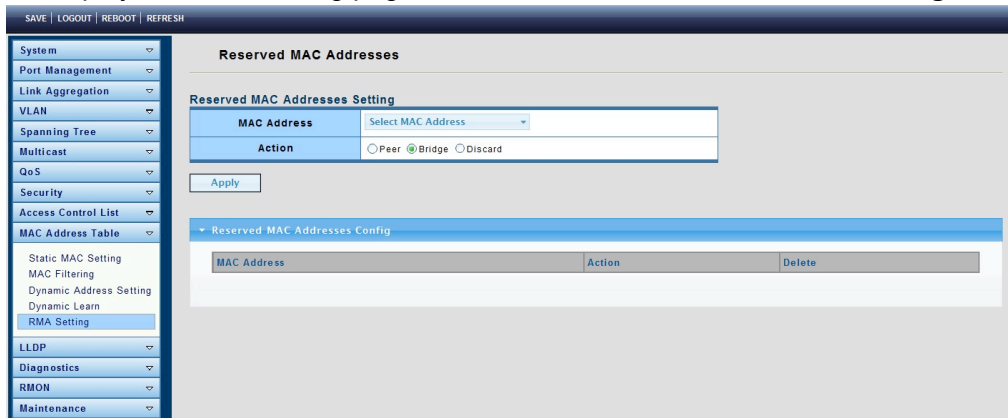 SAVE | LOGOUT | REBOOT | REFRESH
System
Port Management
Link Aggregation
VLAN
Spanning Tree
Multicast
QoS
Security
Access Control List
MAC Address Table
Static MAC Setting
MAC Filtering
Dynamic Address Setting
Dynamic Learn
RMA Setting
LLDP
Diagnostics
RMON
Maintenance
Reserved MAC Addresses
Reserved MAC Addresses Setting
MAC Address Select MAC Address
Action Peer Bridge Discard
Apply
Reserved MAC Addresses Config
MAC Address Action Delete